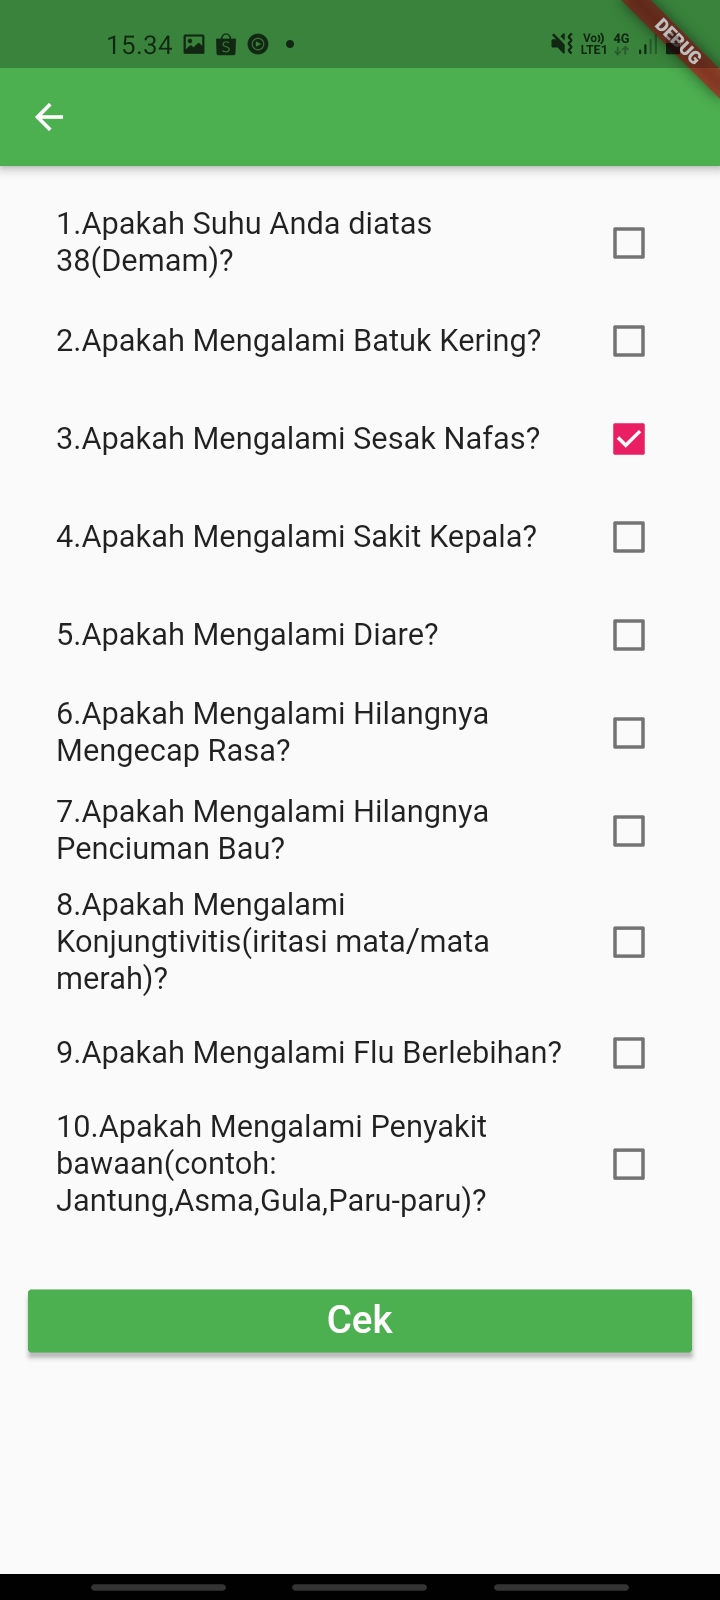 15.34
Vo))
LTE1
4G
DEBUG
1.Apakah Suhu Anda diatas
38(Demam)?
2.Apakah Mengalami Batuk Kering?
3.Apakah Mengalami Sesak Nafas?
4.Apakah Mengalami Sakit Kepala?
5.Apakah Mengalami Diare?
6.Apakah Mengalami Hilangnya
Mengecap Rasa?
7.Apakah Mengalami Hilangnya
Penciuman Bau?
8.Apakah Mengalami
Konjungtivitis(iritasi mata/mata
merah)?
9.Apakah Mengalami Flu Berlebihan?
10.Apakah Mengalami Penyakit
bawaan(contoh:
Jantung,Asma,Gula,Paru-paru)?
Cek